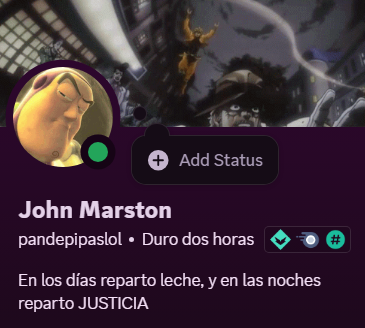 Add Status
John Marston
pandepipaslol • Duro dos horas #
En los días reparto leche, y en las noches
reparto JUSTICIA